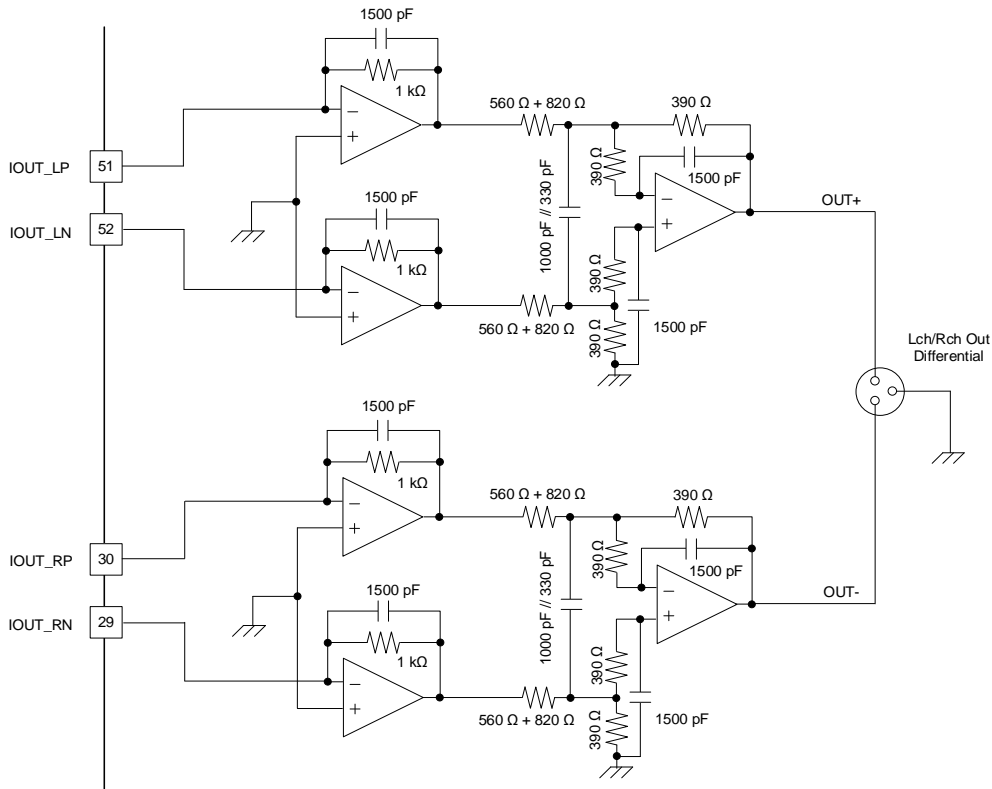 1500 pF
1 kΩ
560 Ω + 820 Ω
390 Ω
390 Ω
1500 pF
IOUT_LP
51
OUT+
1500 pF
1000 pF // 330 pF
IOUT_LN
52
1 kΩ
390 Ω
560 Ω + 820 Ω
1500 pF
390 Ω
Lch/Rch Out
Differential
1500 pF
1 kΩ
560 Ω + 820 Ω
390 Ω
390 Ω
1500 pF
IOUT_RP
30
OUT-
1500 pF
1000 pF // 330 pF
IOUT_RN
29
1 kΩ
390 Ω
560 Ω + 820 Ω
1500 pF
390 Ω